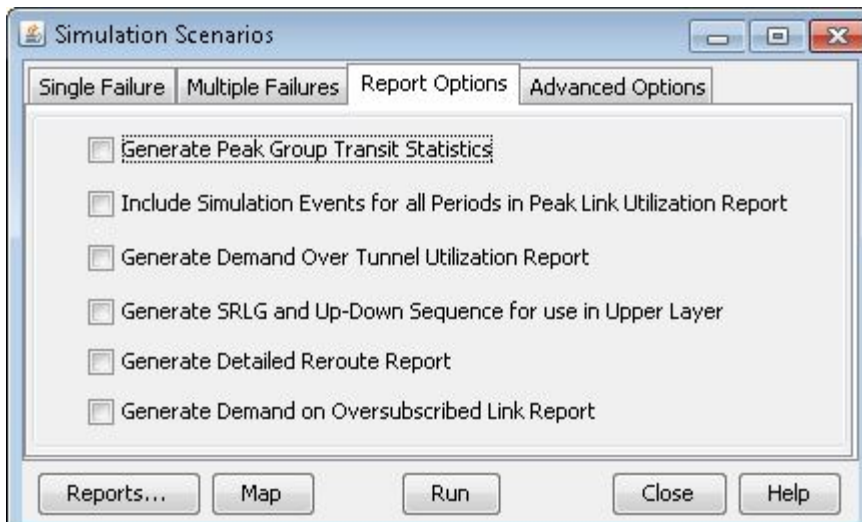 Simulation Scenarios
Single Failure Multiple Failures Report Options Advanced Options
Generate Peak Group Transit Statistics
Include Simulation Events for all Periods in Peak Link Utilization Report
Generate Demand Over Tunnel Utilization Report
Generate SRLG and Up-Down Sequence for use in Upper Layer
Generate Detailed Reroute Report
Generate Demand on Oversubscribed Link Report
Reports... Map Run Close Help